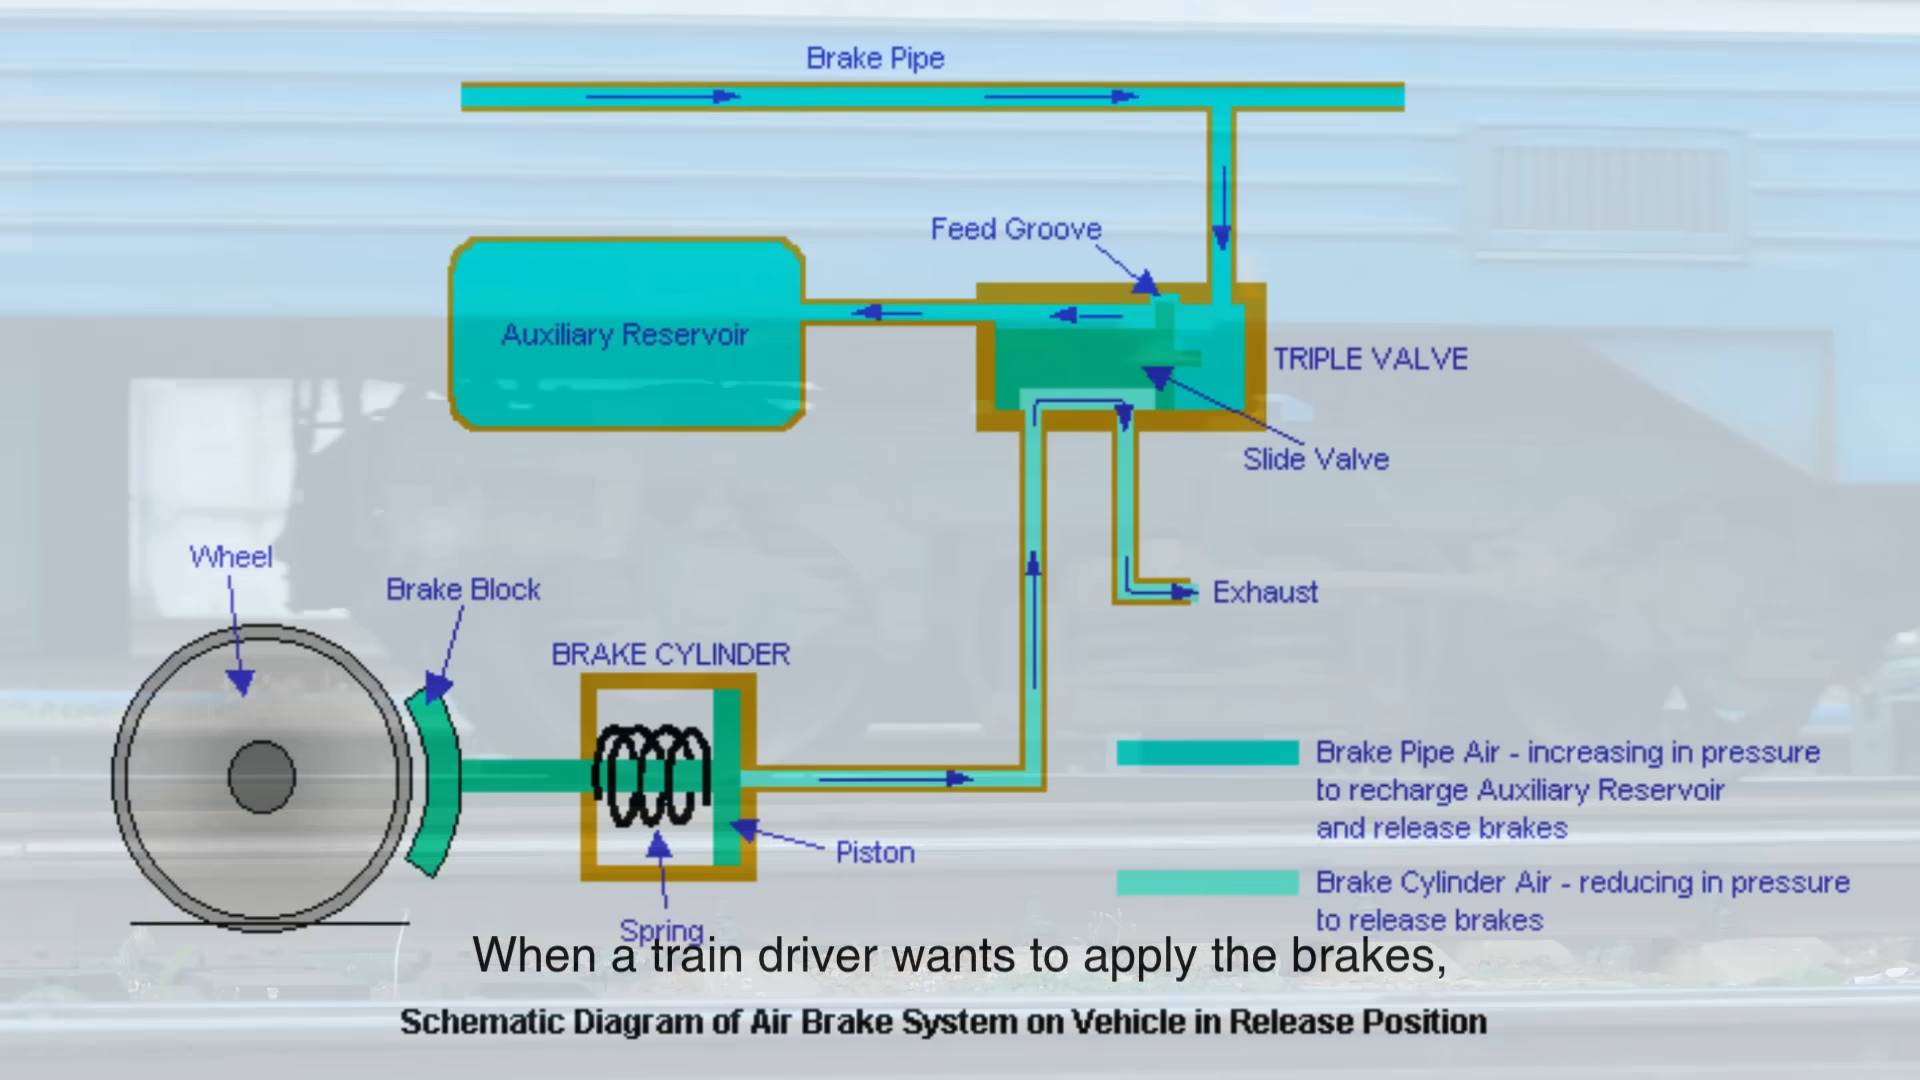 Brake Pipe
Feed Groove
Auxiliary Reservoir
TRIPLE VALVE
Slide Valve
Wheel
Brake Block
Exhaust
BRAKE CYLINDER
Brake Pipe Air - increasing in pressure
to recharge Auxiliary Reservoir
and release brakes
Piston
Brake Cylinder Air - reducing in pressure
to release brakes
Spring
When a train driver wants to apply the brakes,
Schematic Diagram of Air Brake System on Vehicle in Release Position